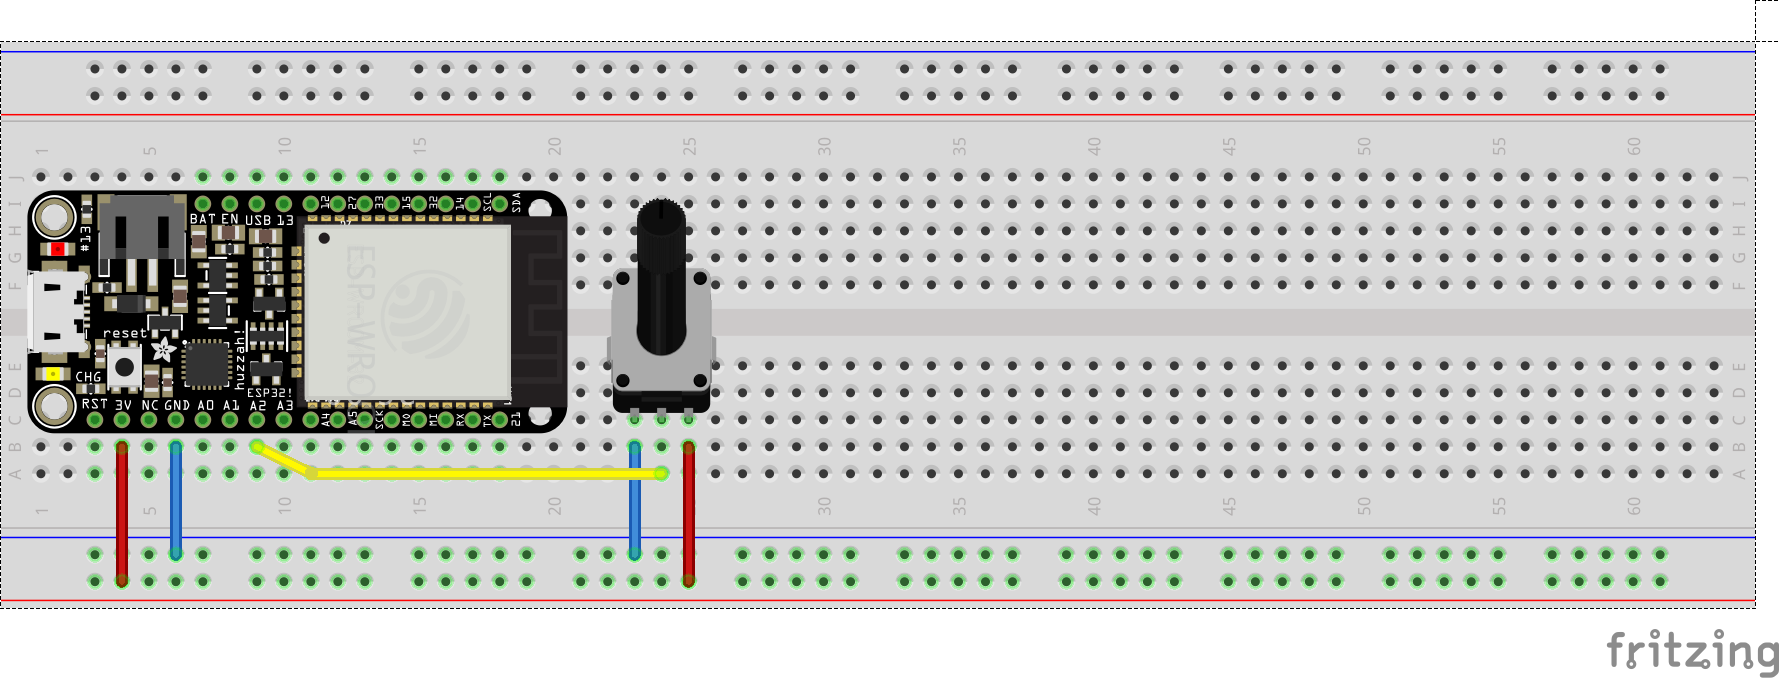 1 5 10 15 20 25 30 35 40 45 50 55 60
J J
I I
H H
G G
F F
#13
BAT EN USB 13 12 27 33 15 32 14 SCL SDA
ESP-WRO
reset
huzzah!
CHG
ESP32!
RST 3V NC GND A0 A1 A2 A3 A4 A5 SCK MO MI RX TX 21
E E
D D
C C
B B
A A
1 5 10 15 20 25 30 35 40 45 50 55 60
fritzing